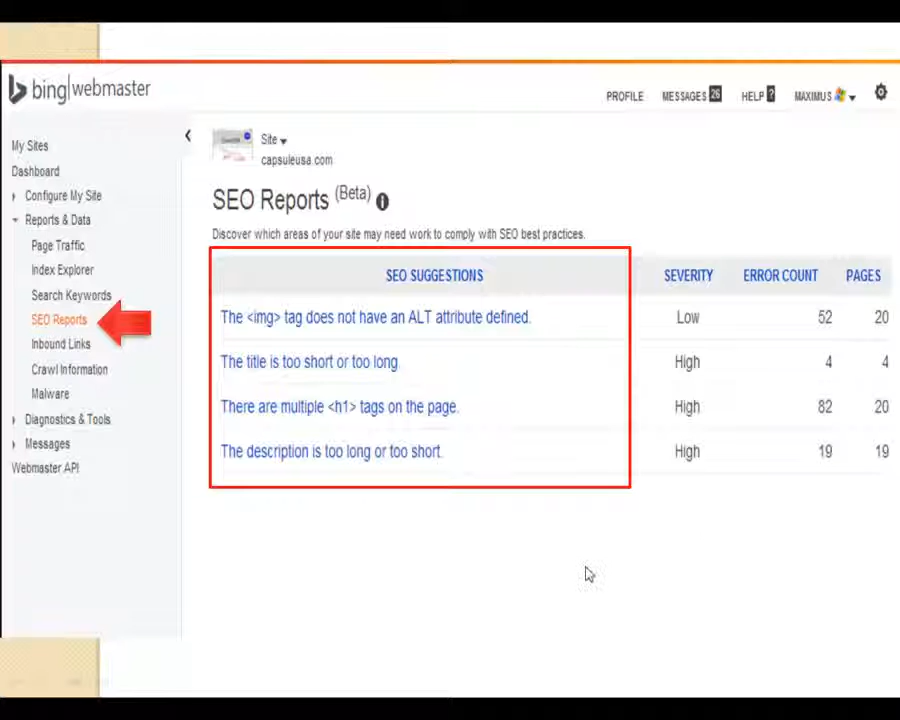 bing|webmaster
PROFILE MESSAGES 26 HELP ? MAXIMUS
My Sites
Dashboard
Configure My Site
Reports & Data
Page Traffic
Index Explorer
Search Keywords
SEO Reports
Inbound Links
Crawl Information
Malware
Diagnostics & Tools
Messages
Webmaster API
Site
capsuleusa.com
SEO Reports (Beta)
Discover which areas of your site may need work to comply with SEO best practices.
SEO SUGGESTIONS SEVERITY ERROR COUNT PAGES
The <img> tag does not have an ALT attribute defined. Low 52 20
The title is too short or too long. High 4 4
There are multiple <h1> tags on the page. High 82 20
The description is too long or too short. High 19 19